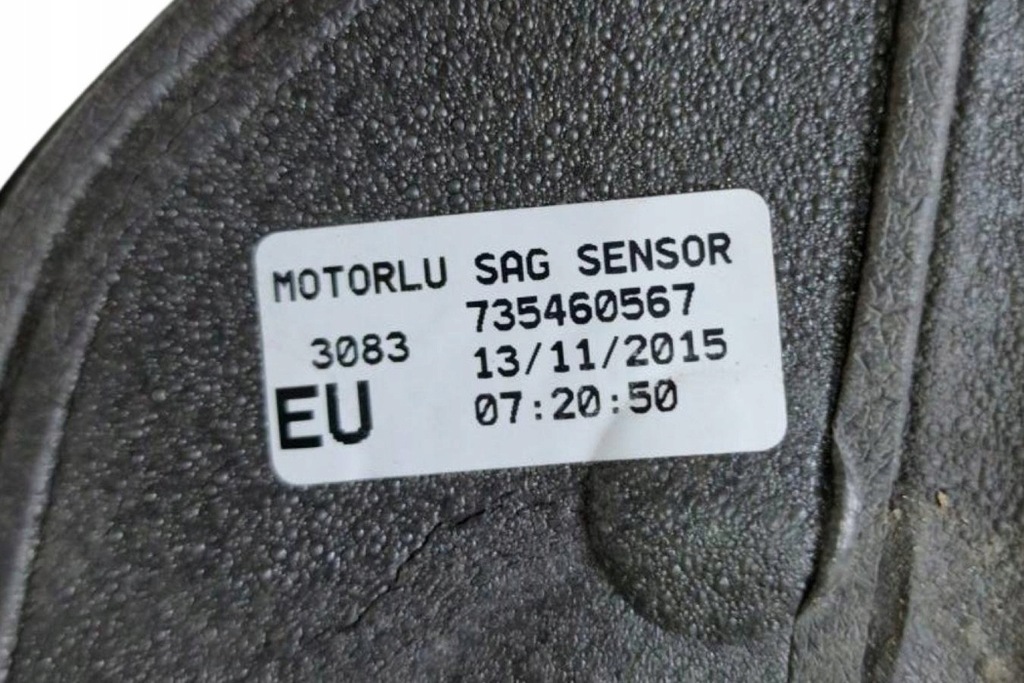 MOTORLU SAG SENSOR
735460567
3083 13/11/2015
EU 07:20:50